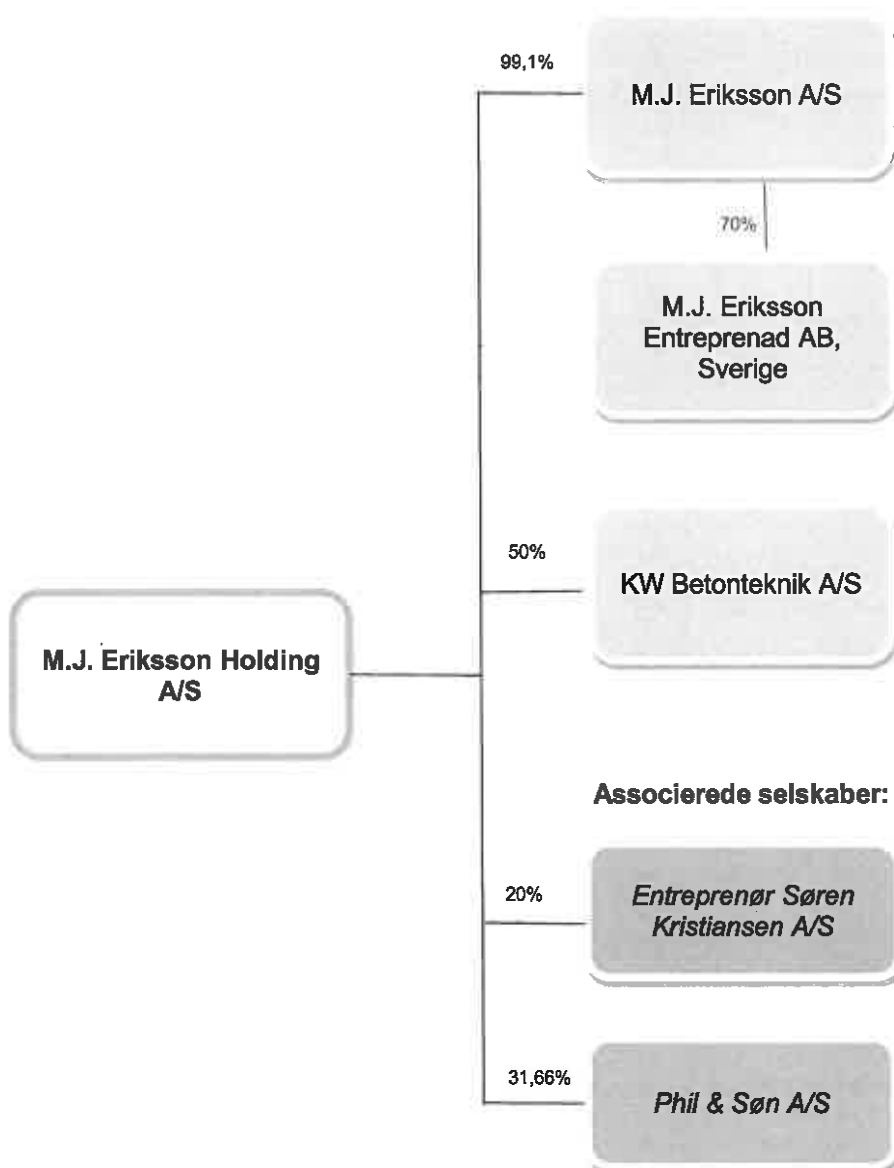 99,1%
M.J. Eriksson A/S
70%
M.J. Eriksson
Entreprenad AB,
Sverige
50%
KW Betonteknik A/S
M.J. Eriksson Holding
A/S
Associerede selskaber:
20%
Entreprenør Søren
Kristiansen A/S
31,66%
Phil & Søn A/S